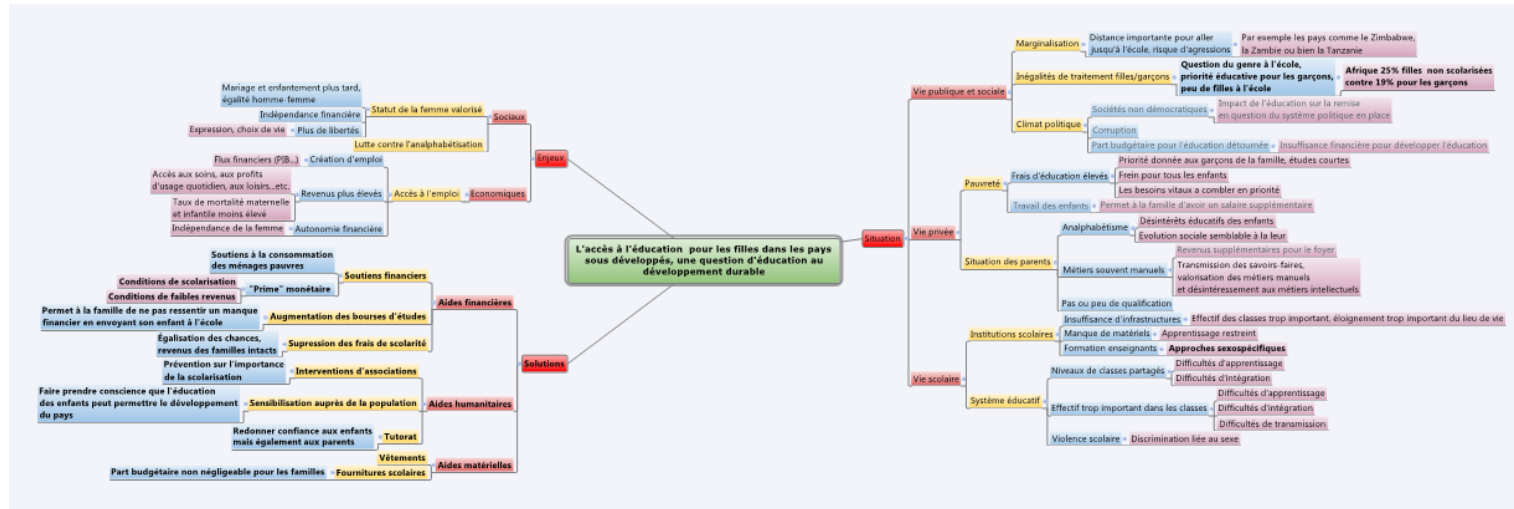 L'accès à l'éducation pour les filles dans les pays
sous développés, une question d'éducation au
développement durable
Enjeux
Sociaux
Statut de la femme valorisé
Mariage et enfantement plus tard,
égalité homme-femme
Indépendance financière
Plus de libertés
Expression, choix de vie
Lutte contre l'analphabétisation
Economiques
Accès à l'emploi
Création d'emploi
Flux financiers (PIB...)
Revenus plus élevés
Accès aux soins, aux profits
d'usage quotidien, aux loisirs...etc.
Taux de mortalité maternelle
et infantile moins élevé
Autonomie financière
Indépendance de la femme
Solutions
Aides financières
Soutiens financiers
Soutiens à la consommation
des ménages pauvres
"Prime" monétaire
Conditions de scolarisation
Conditions de faibles revenus
Augmentation des bourses d'études
Permet à la famille de ne pas ressentir un manque
financier en envoyant son enfant à l'école
Supression des frais de scolarité
Égalisation des chances,
revenus des familles intacts
Aides humanitaires
Interventions d'associations
Prévention sur l'importance
de la scolarisation
Sensibilisation auprès de la population
Faire prendre conscience que l'éducation
des enfants peut permettre le développement
du pays
Tutorat
Redonner confiance aux enfants
mais également aux parents
Aides matérielles
Vêtements
Fournitures scolaires
Part budgétaire non négligeable pour les familles
Situation
Vie publique et sociale
Marginalisation
Distance importante pour aller
jusqu'à l'école, risque d'agressions
Par exemple les pays comme le Zimbabwe,
la Zambie ou bien la Tanzanie
Inégalités de traitement filles/garçons
Question du genre à l'école,
priorité éducative pour les garçons,
peu de filles à l'école
Afrique 25% filles non scolarisées
contre 19% pour les garçons
Climat politique
Sociétés non démocratiques
Impact de l'éducation sur la remise
en question du système politique en place
Corruption
Part budgétaire pour l'éducation détournée
Insuffisance financière pour développer l'éducation
Vie privée
Pauvreté
Frais d'éducation élevés
Priorité donnée aux garçons de la famille, études courtes
Frein pour tous les enfants
Les besoins vitaux a combler en priorité
Travail des enfants
Permet à la famille d'avoir un salaire supplémentaire
Situation des parents
Analphabétisme
Désintérêts éducatifs des enfants
Evolution sociale semblable à la leur
Métiers souvent manuels
Revenus supplémentaires pour le foyer
Transmission des savoirs-faires,
valorisation des métiers manuels
et désintéressement aux métiers intellectuels
Pas ou peu de qualification
Vie scolaire
Institutions scolaires
Insuffisance d'infrastructures
Effectif des classes trop important, éloignement trop important du lieu de vie
Manque de matériels
Apprentissage restreint
Formation enseignants
Approches sexospécifiques
Système éducatif
Niveaux de classes partagés
Difficultés d'apprentissage
Difficultés d'intégration
Effectif trop important dans les classes
Difficultés d'apprentissage
Difficultés d'intégration
Difficultés de transmission
Violence scolaire
Discrimination liée au sexe